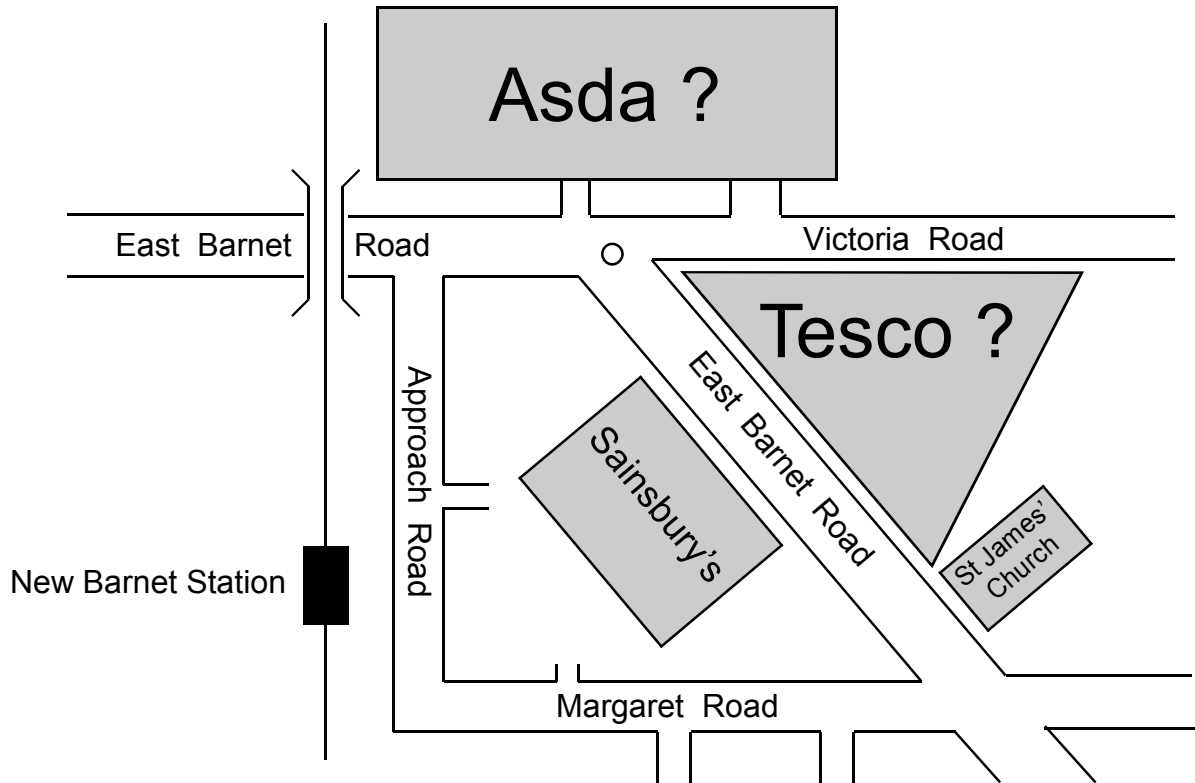 Asda ?
East Barnet Road
Victoria Road
Tesco ?
Approach Road
East Barnet Road
Sainsbury's
St James'
Church
New Barnet Station
Margaret Road